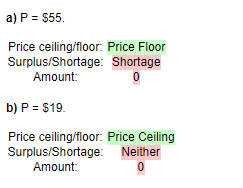 a) P = $55.
Price ceiling/floor: Price Floor
Surplus/Shortage: Shortage
Amount: 0
b) P = $19.
Price ceiling/floor: Price Ceiling
Surplus/Shortage: Neither
Amount: 0